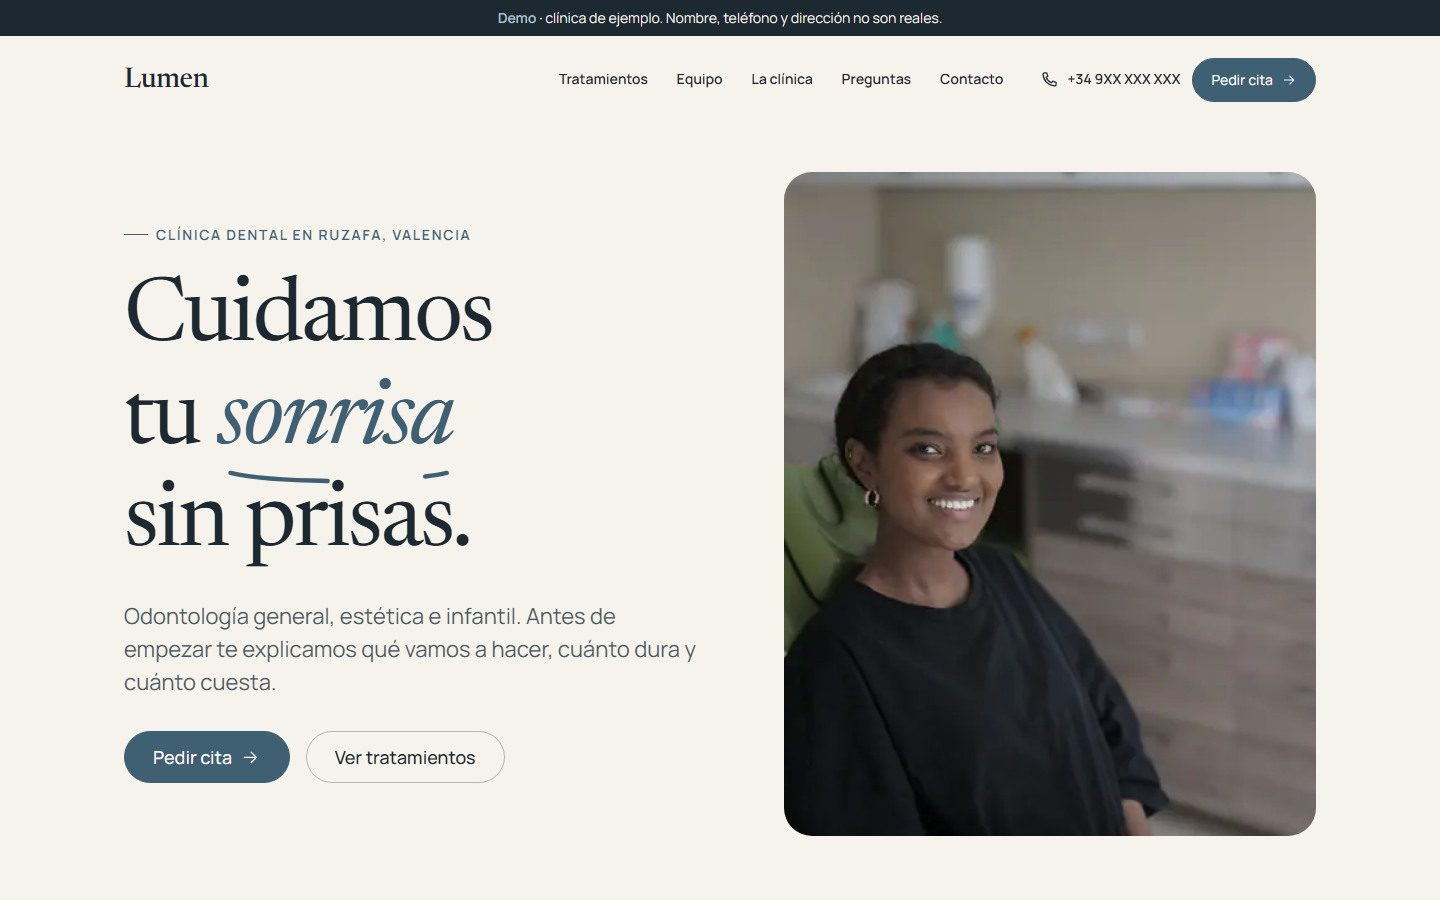 Demo · clínica de ejemplo. Nombre, teléfono y dirección no son reales.
Lumen
Tratamientos
Equipo
La clínica
Preguntas
Contacto
+34 9XX XXX XXX
Pedir cita
CLÍNICA DENTAL EN RUZAFA, VALENCIA
Cuidamos
tu sonrisa
sin prisas.
Odontología general, estética e infantil. Antes de
empezar te explicamos qué vamos a hacer, cuánto dura y
cuánto cuesta.
Pedir cita
Ver tratamientos